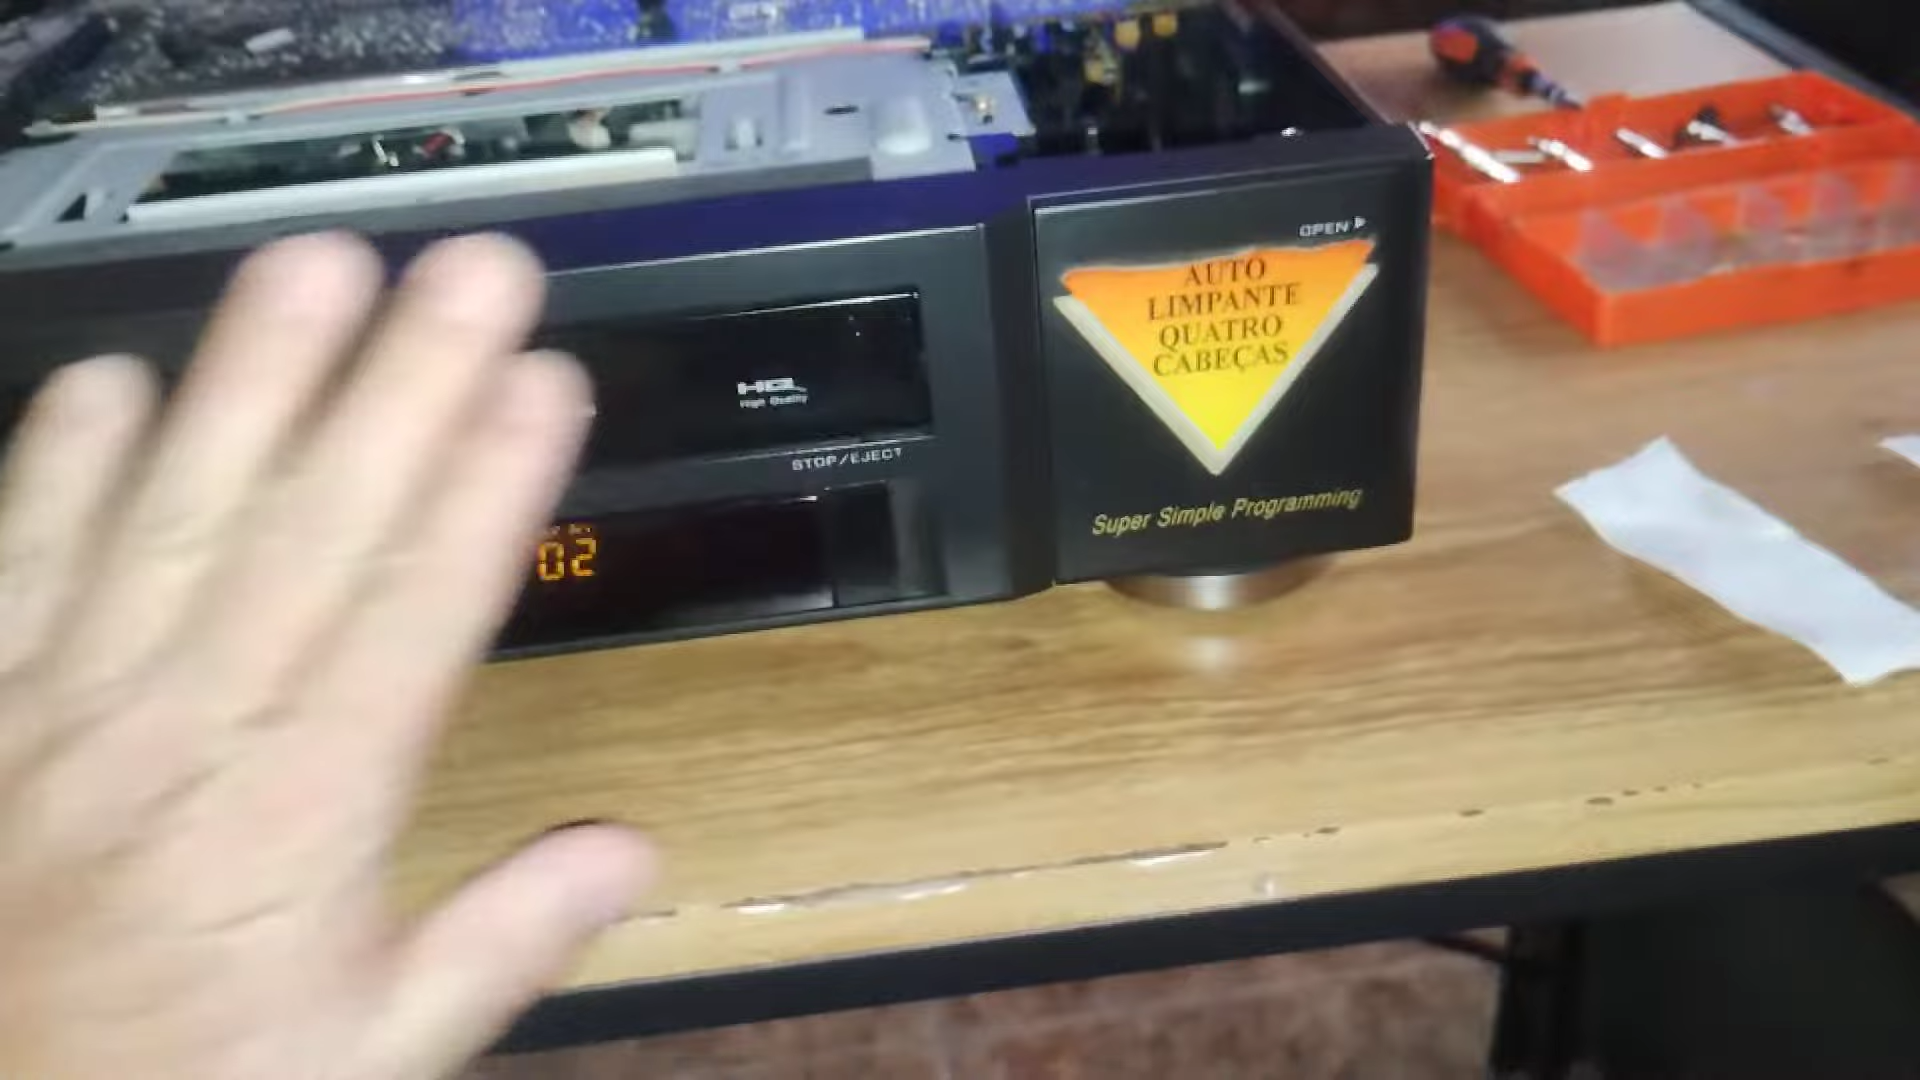 OPEN
AUTO
LIMPANTE
QUATRO
CABEÇAS
HQ
High Quality
STOP/EJECT
Super Simple Programming
02